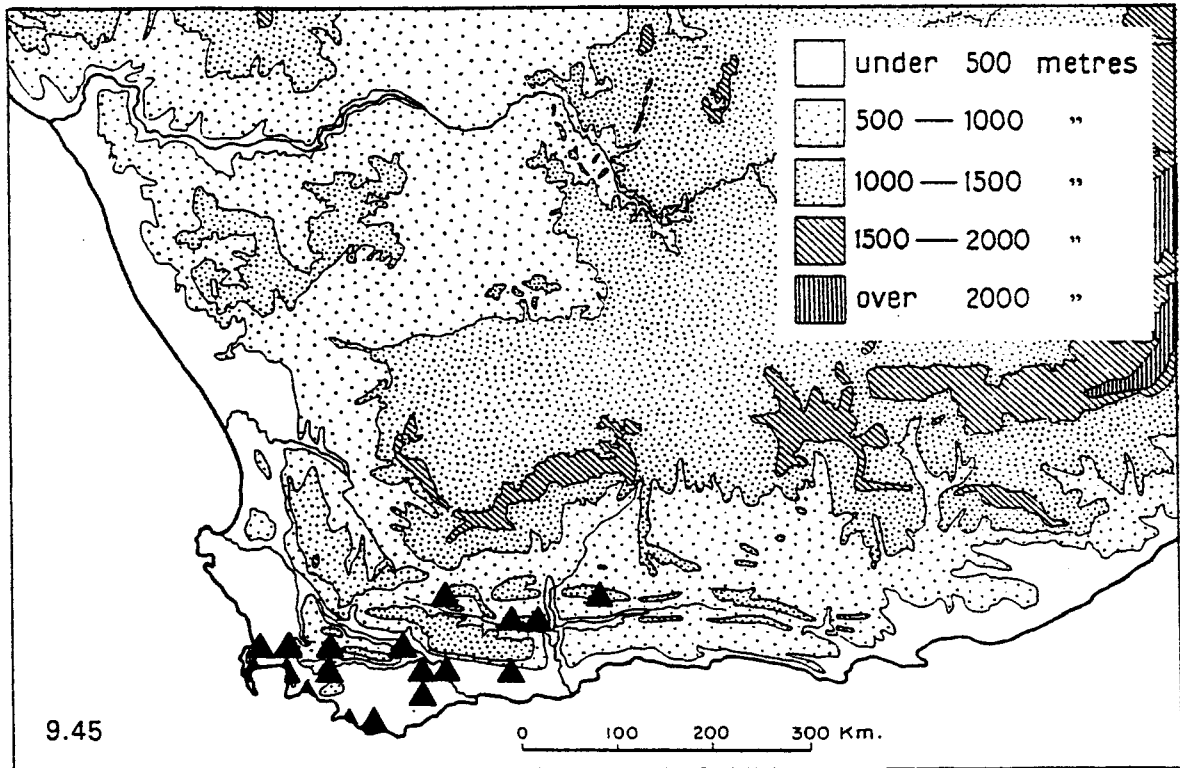 under 500 metres
500 — 1000 "
1000 — 1500 "
1500 — 2000 "
over 2000 "
9.45
0 100 200 300 Km.